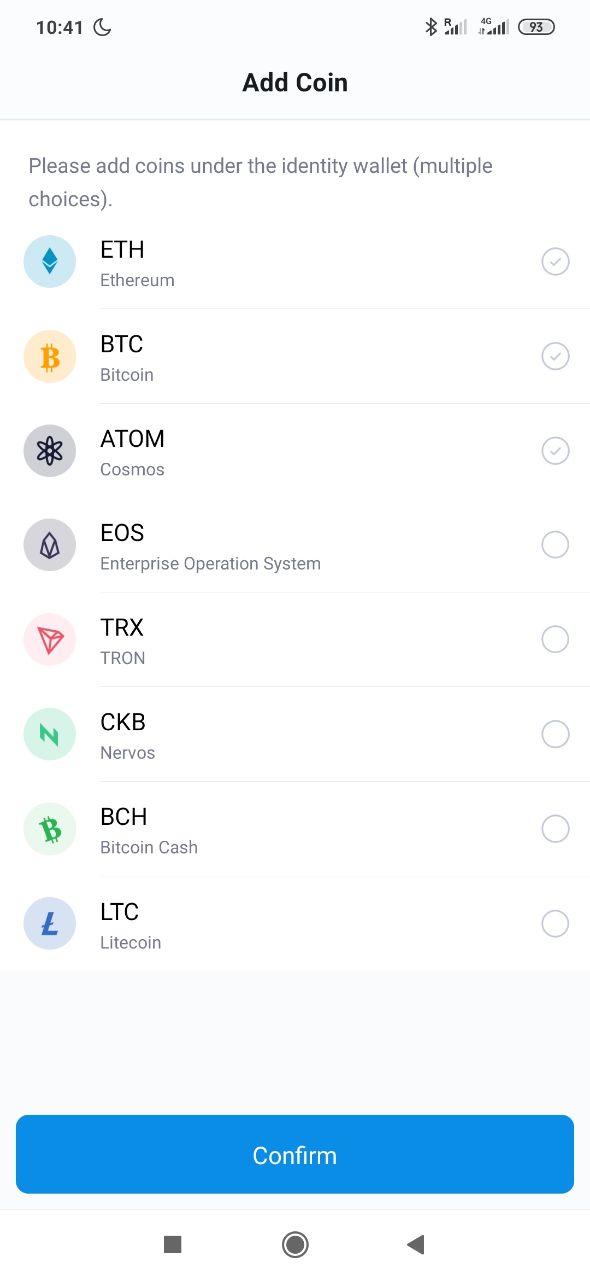 10:41
R 4G 93
Add Coin
Please add coins under the identity wallet (multiple
choices).
ETH
Ethereum
BTC
Bitcoin
ATOM
Cosmos
EOS
Enterprise Operation System
TRX
TRON
CKB
Nervos
BCH
Bitcoin Cash
LTC
Litecoin
Confirm